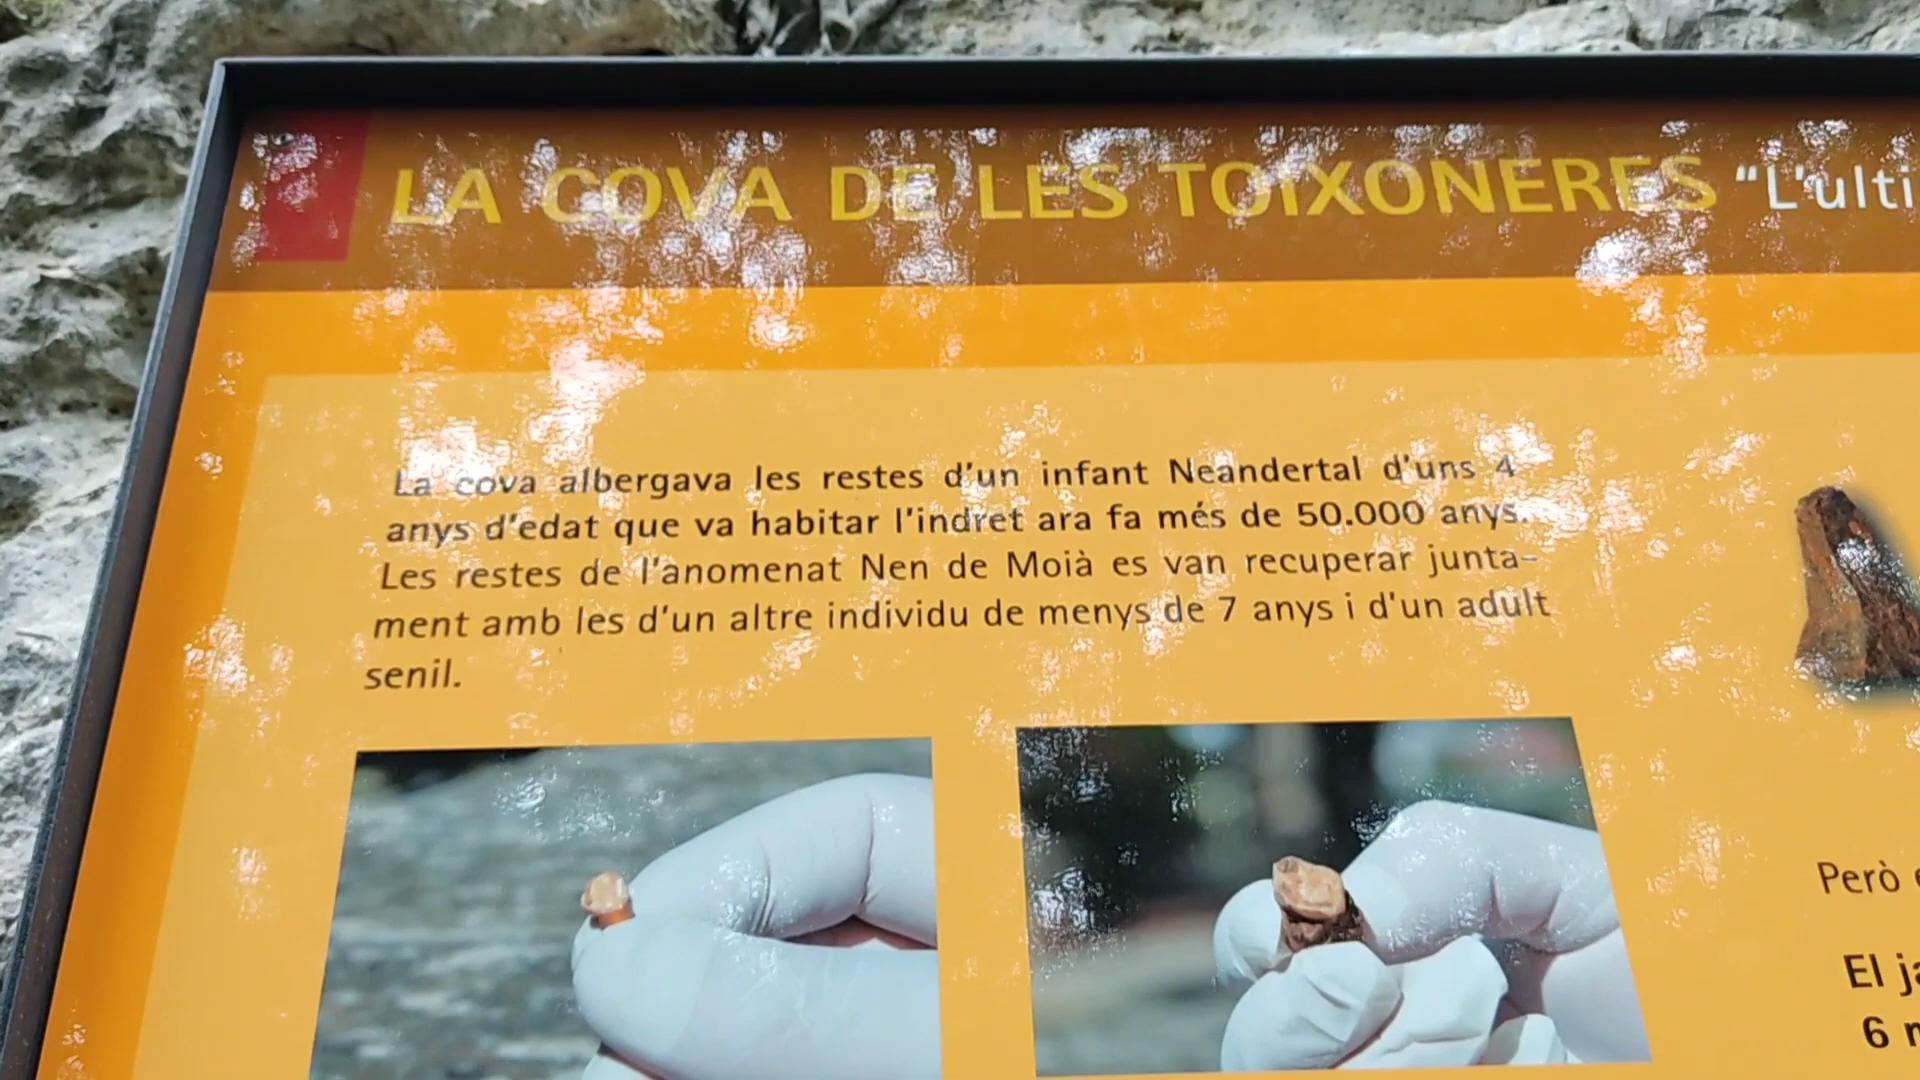 LA COVA DE LES TOIXONERES "L'ulti
La cova albergava les restes d'un infant Neandertal d'uns 4
anys d'edat que va habitar l'indret ara fa més de 50.000 anys.
Les restes de l'anomenat Nen de Moià es van recuperar junta-
ment amb les d'un altre individu de menys de 7 anys i d'un adult
senil.
Però
El
6